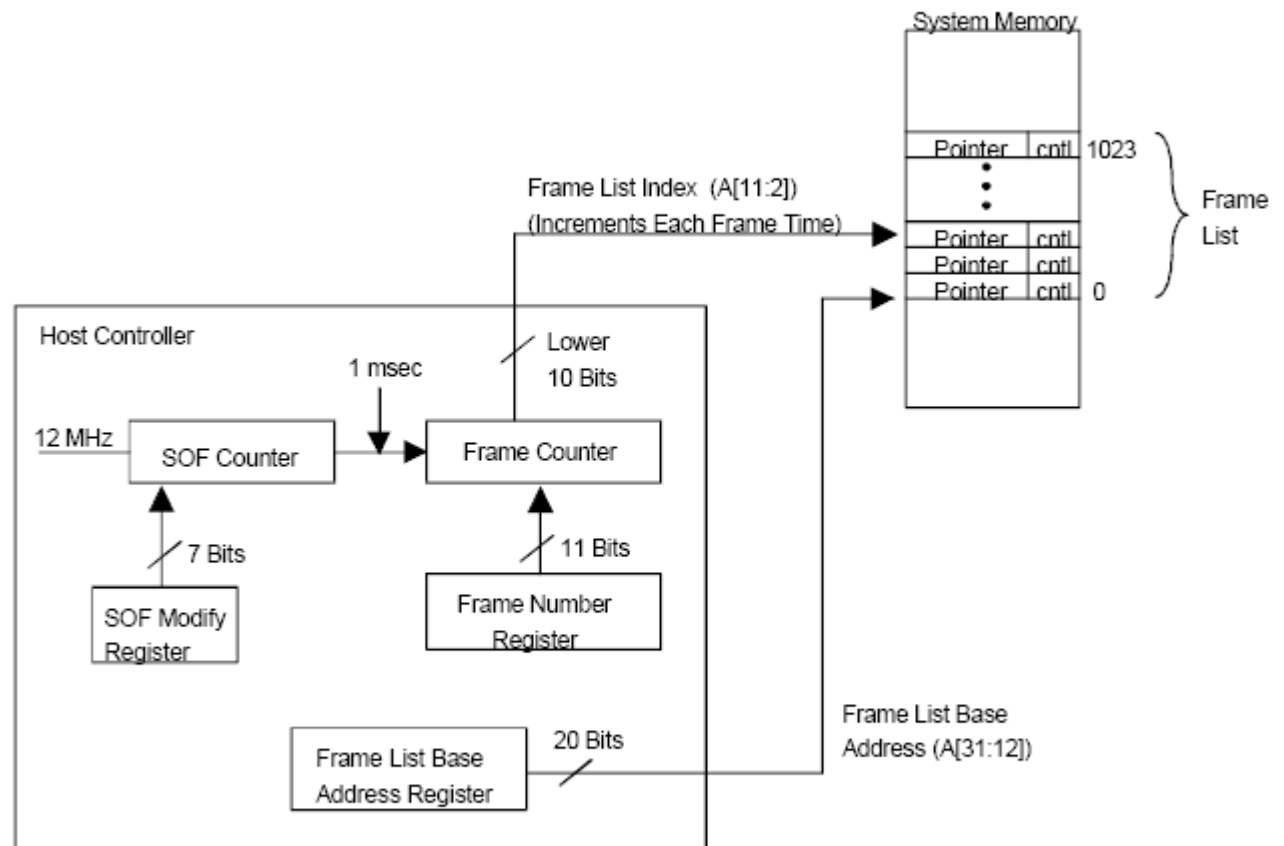 System Memory
Pointer cntl 1023
Frame List Index (A[11:2])
(Increments Each Frame Time)
Pointer cntl
Pointer cntl
Pointer cntl 0
Frame
List
Host Controller
Lower
10 Bits
1 msec
12 MHz
SOF Counter
Frame Counter
7 Bits
11 Bits
SOF Modify
Register
Frame Number
Register
Frame List Base
Address Register
20 Bits
Frame List Base
Address (A[31:12])